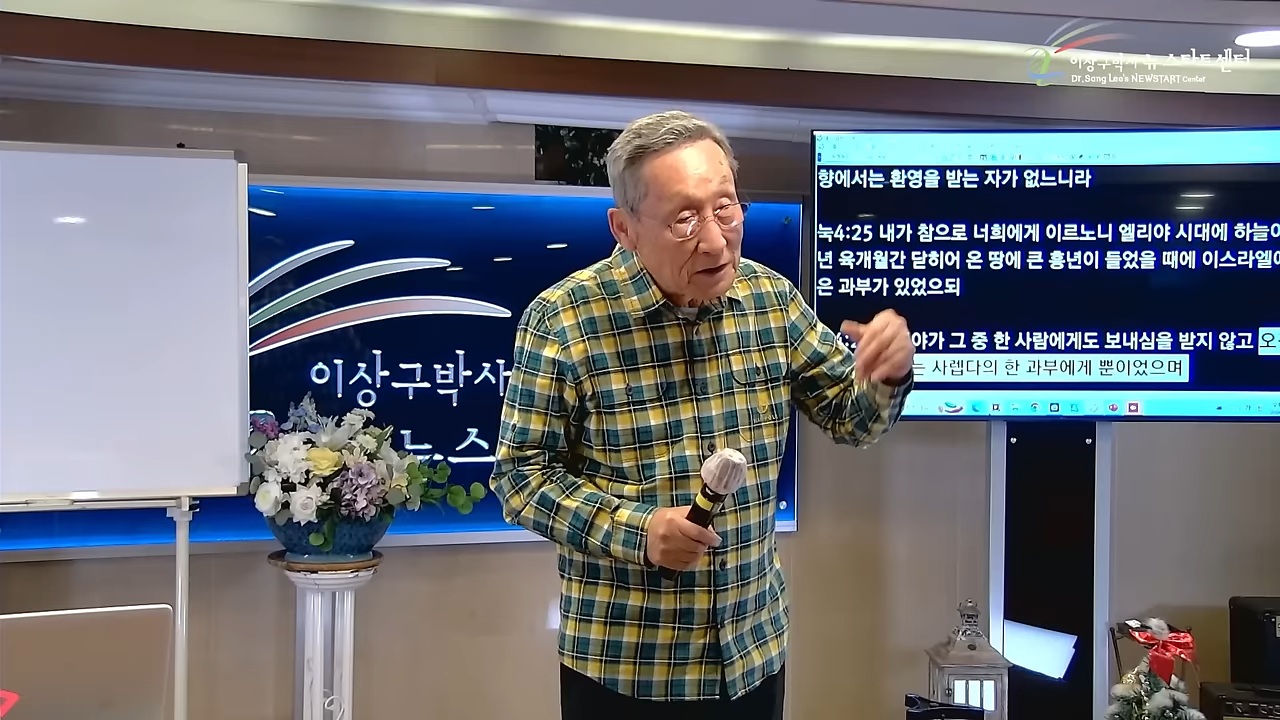 이상구박사 뉴스타트센터
Dr.Sang Lee's NEWSTART Center
향에서는 환영을 받는 자가 없느니라
눅4:25 내가 참으로 너희에게 이르노니 엘리야 시대에 하늘이
년 육개월간 닫히어 온 땅에 큰 흉년이 들었을 때에 이스라엘에
은 과부가 있었으되
야가 그 중 한 사람에게도 보내심을 받지 않고 오
는 사렙다의 한 과부에게 뿐이었으며
이상구박사
뉴스